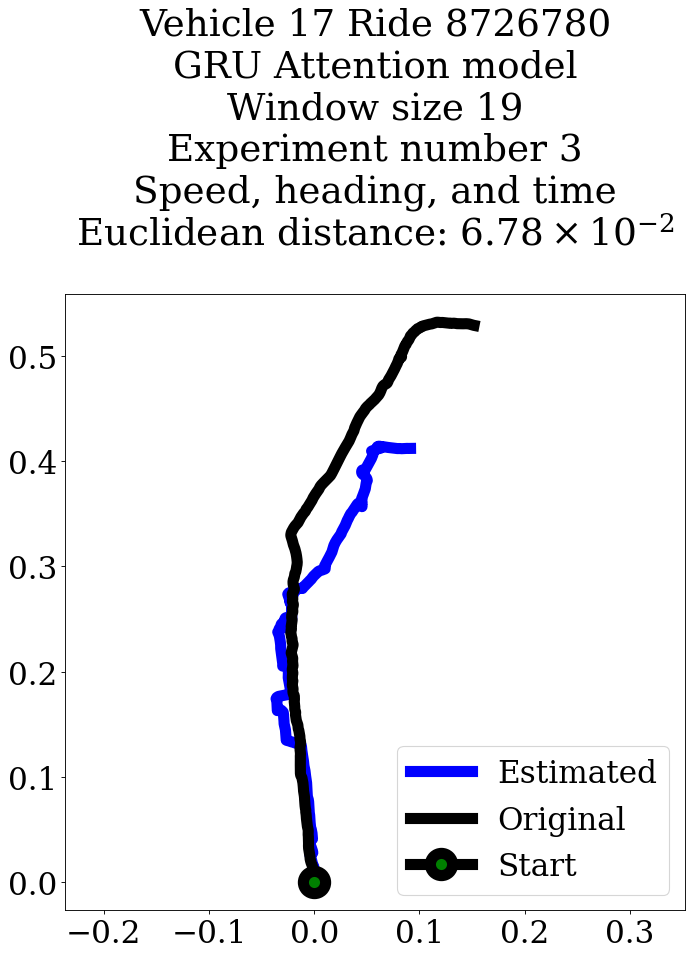 Vehicle 17 Ride 8726780
GRU Attention model
Window size 19
Experiment number 3
Speed, heading, and time
Euclidean distance: 6.78 × 10⁻²
0.5
0.4
0.3
0.2
0.1
0.0
Estimated
Original
Start
−0.2
−0.1
0.0
0.1
0.2
0.3